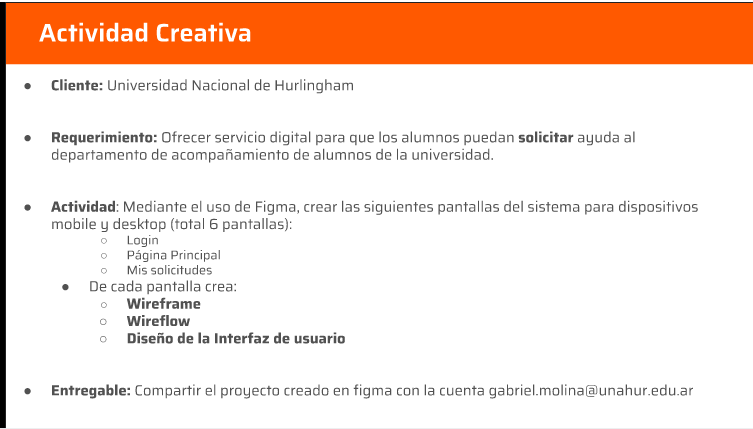 Actividad Creativa
● Cliente: Universidad Nacional de Hurlingham
● Requerimiento: Ofrecer servicio digital para que los alumnos puedan solicitar ayuda al
departamento de acompañamiento de alumnos de la universidad.
● Actividad: Mediante el uso de Figma, crear las siguientes pantallas del sistema para dispositivos
mobile y desktop (total 6 pantallas):
○ Login
○ Página Principal
○ Mis solicitudes
● De cada pantalla crea:
○ Wireframe
○ Wireflow
○ Diseño de la Interfaz de usuario
● Entregable: Compartir el proyecto creado en figma con la cuenta gabriel.molina@unahur.edu.ar